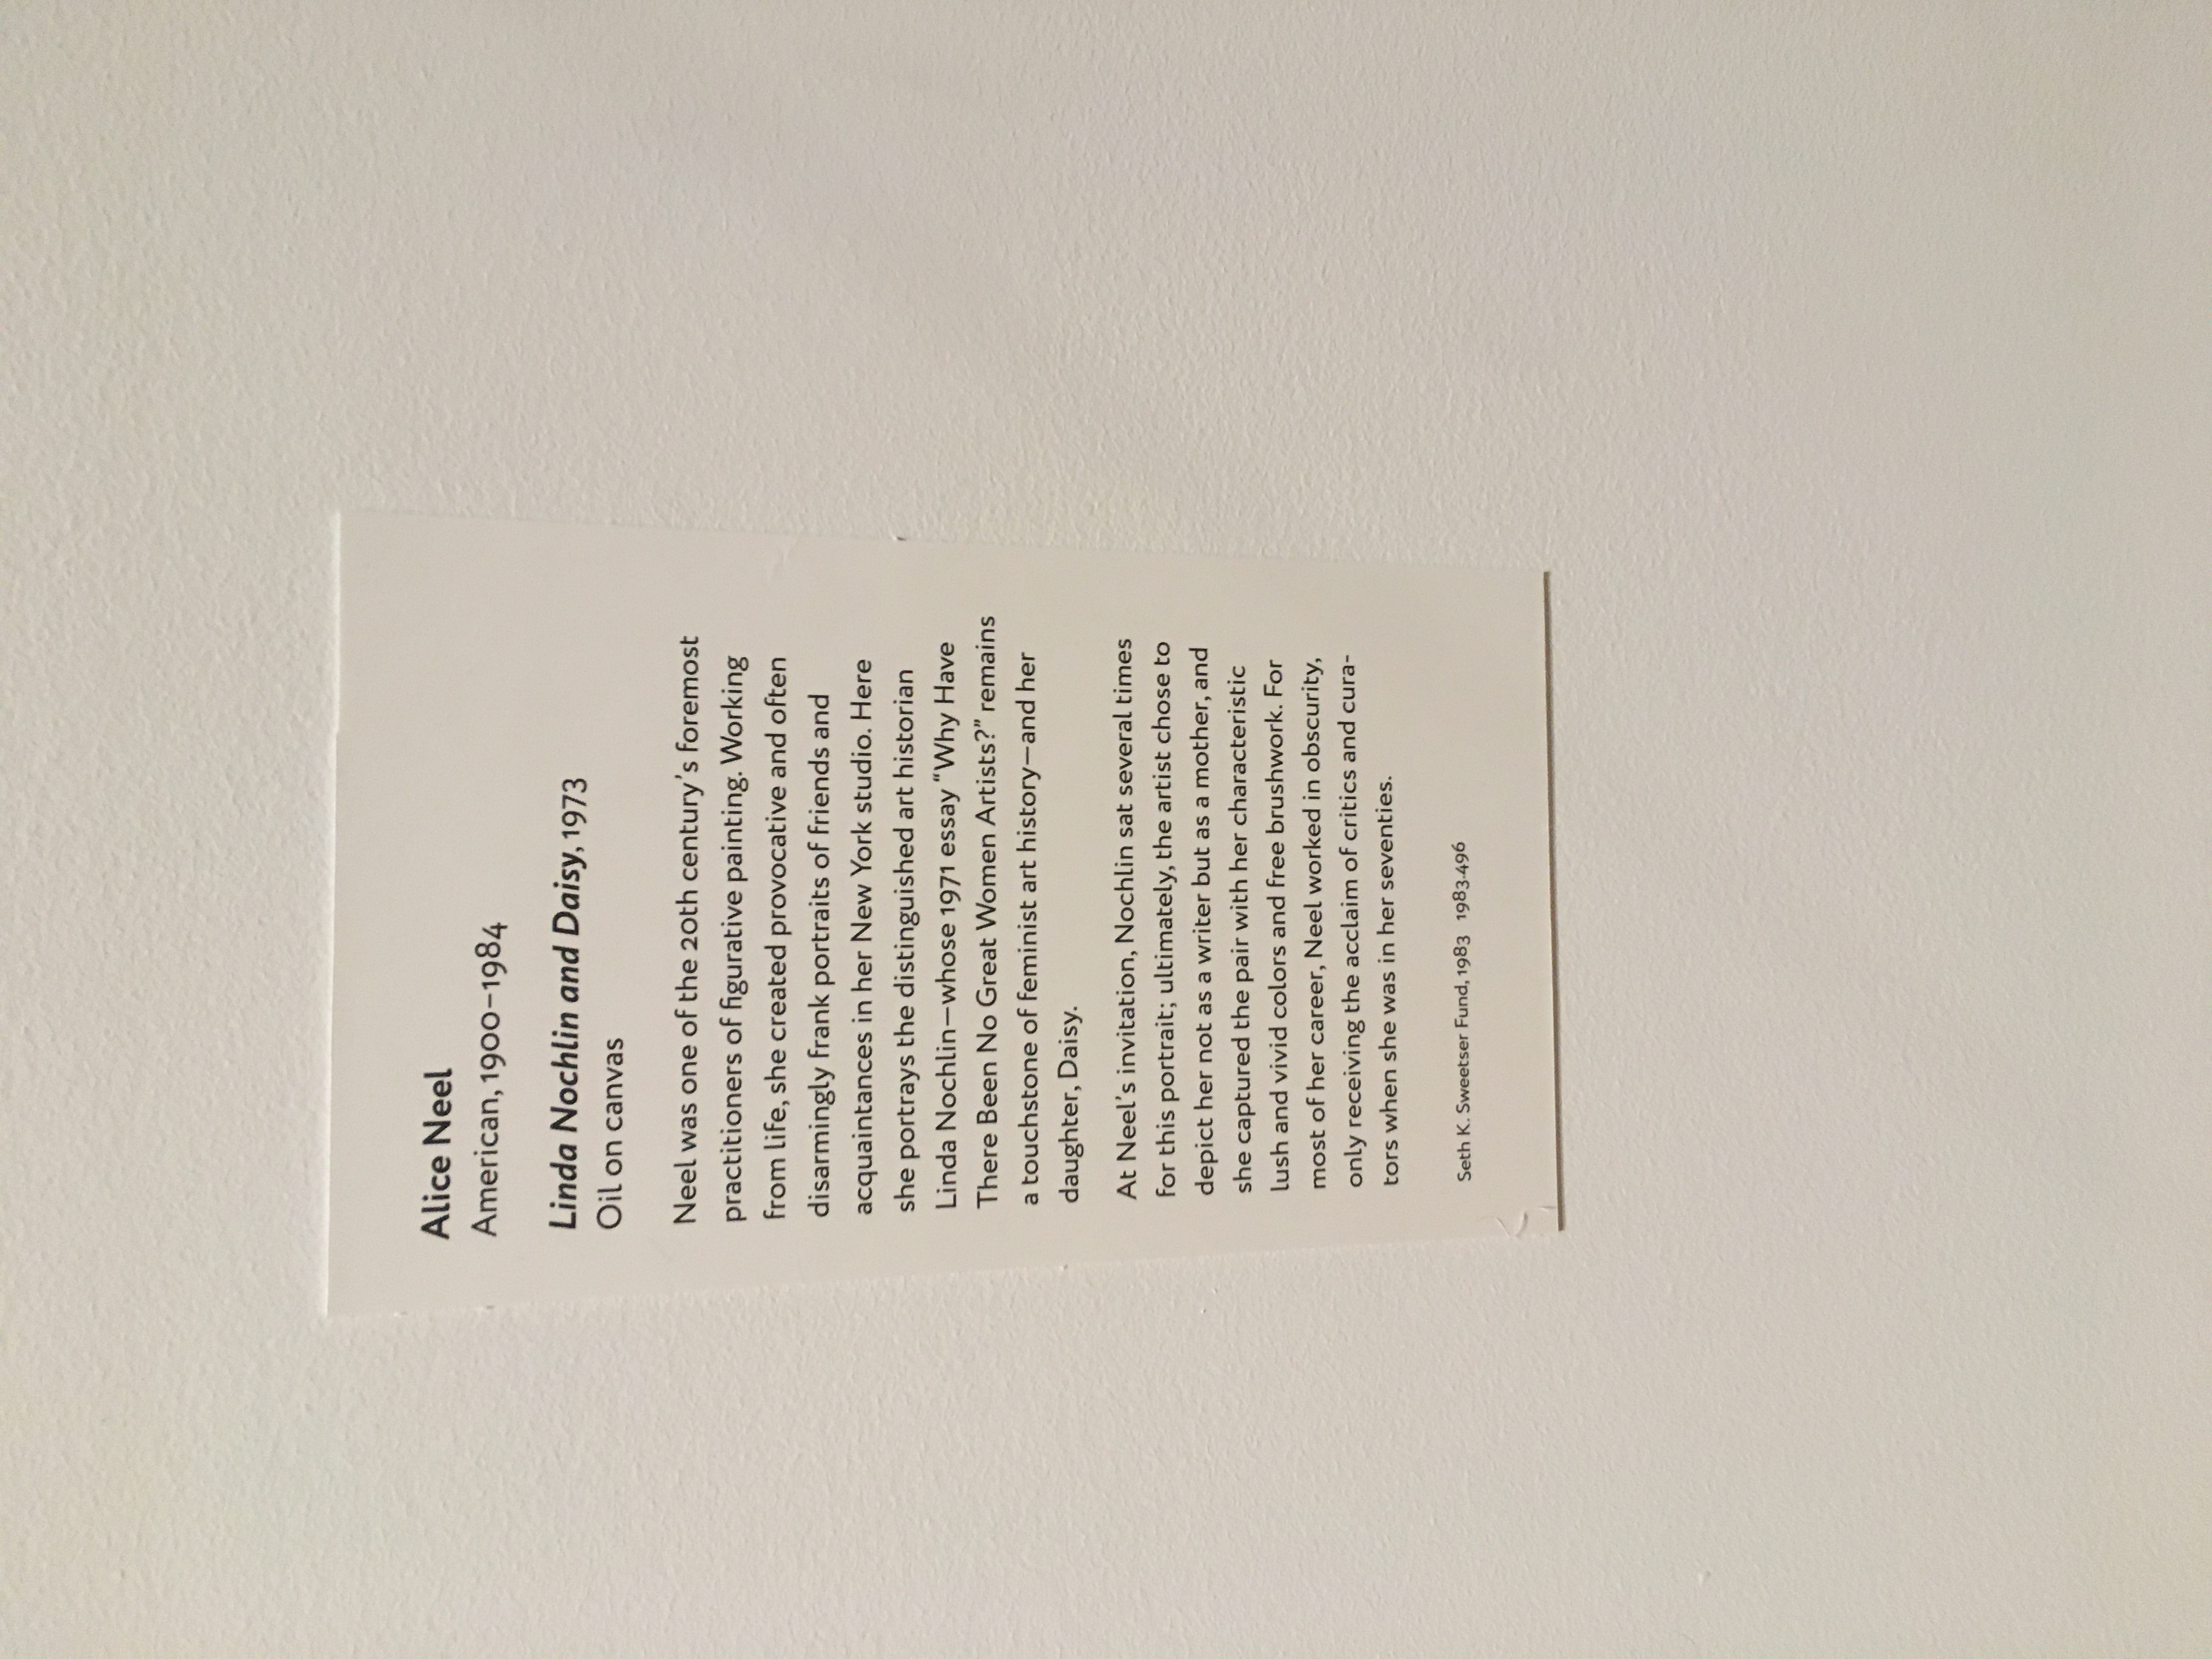 Alice Neel
American, 1900–1984
Linda Nochlin and Daisy, 1973
Oil on canvas
Neel was one of the 20th century's foremost
practitioners of figurative painting. Working
from life, she created provocative and often
disarmingly frank portraits of friends and
acquaintances in her New York studio. Here
she portrays the distinguished art historian
Linda Nochlin—whose 1971 essay “Why Have
There Been No Great Women Artists?” remains
a touchstone of feminist art history—and her
daughter, Daisy.
At Neel's invitation, Nochlin sat several times
for this portrait; ultimately, the artist chose to
depict her not as a writer but as a mother, and
she captured the pair with her characteristic
lush and vivid colors and free brushwork. For
most of her career, Neel worked in obscurity,
only receiving the acclaim of critics and cura-
tors when she was in her seventies.
Seth K. Sweetser Fund, 1983 1983.496